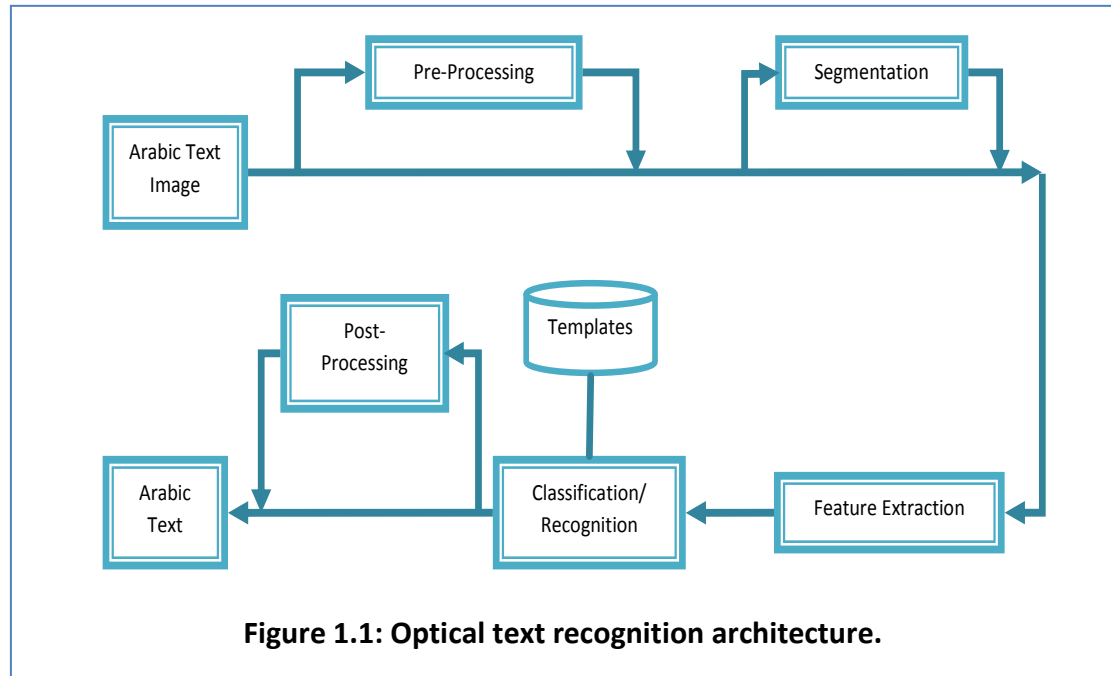 Pre-Processing
Segmentation
Arabic Text
Image
Templates
Post-
Processing
Arabic
Text
Classification/
Recognition
Feature Extraction
Figure 1.1: Optical text recognition architecture.